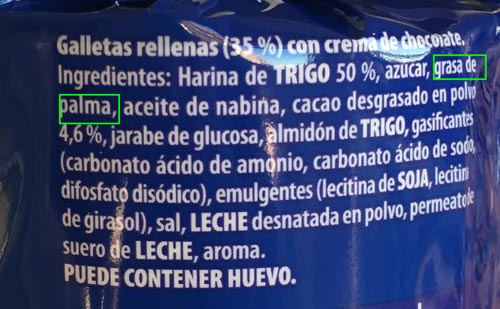 Galletas rellenas (35 %) con crema de chocolate.
Ingredientes: Harina de TRIGO 50 %, azúcar, grasa de
palma, aceite de nabina, cacao desgrasado en polvo
4,6 %, jarabe de glucosa, almidón de TRIGO, gasificantes
(carbonato ácido de amonio, carbonato ácido de sodio,
difosfato disódico), emulgentes (lecitina de SOJA, lecitina
de girasol), sal, LECHE desnatada en polvo, permeato de
suero de LECHE, aroma.
PUEDE CONTENER HUEVO.